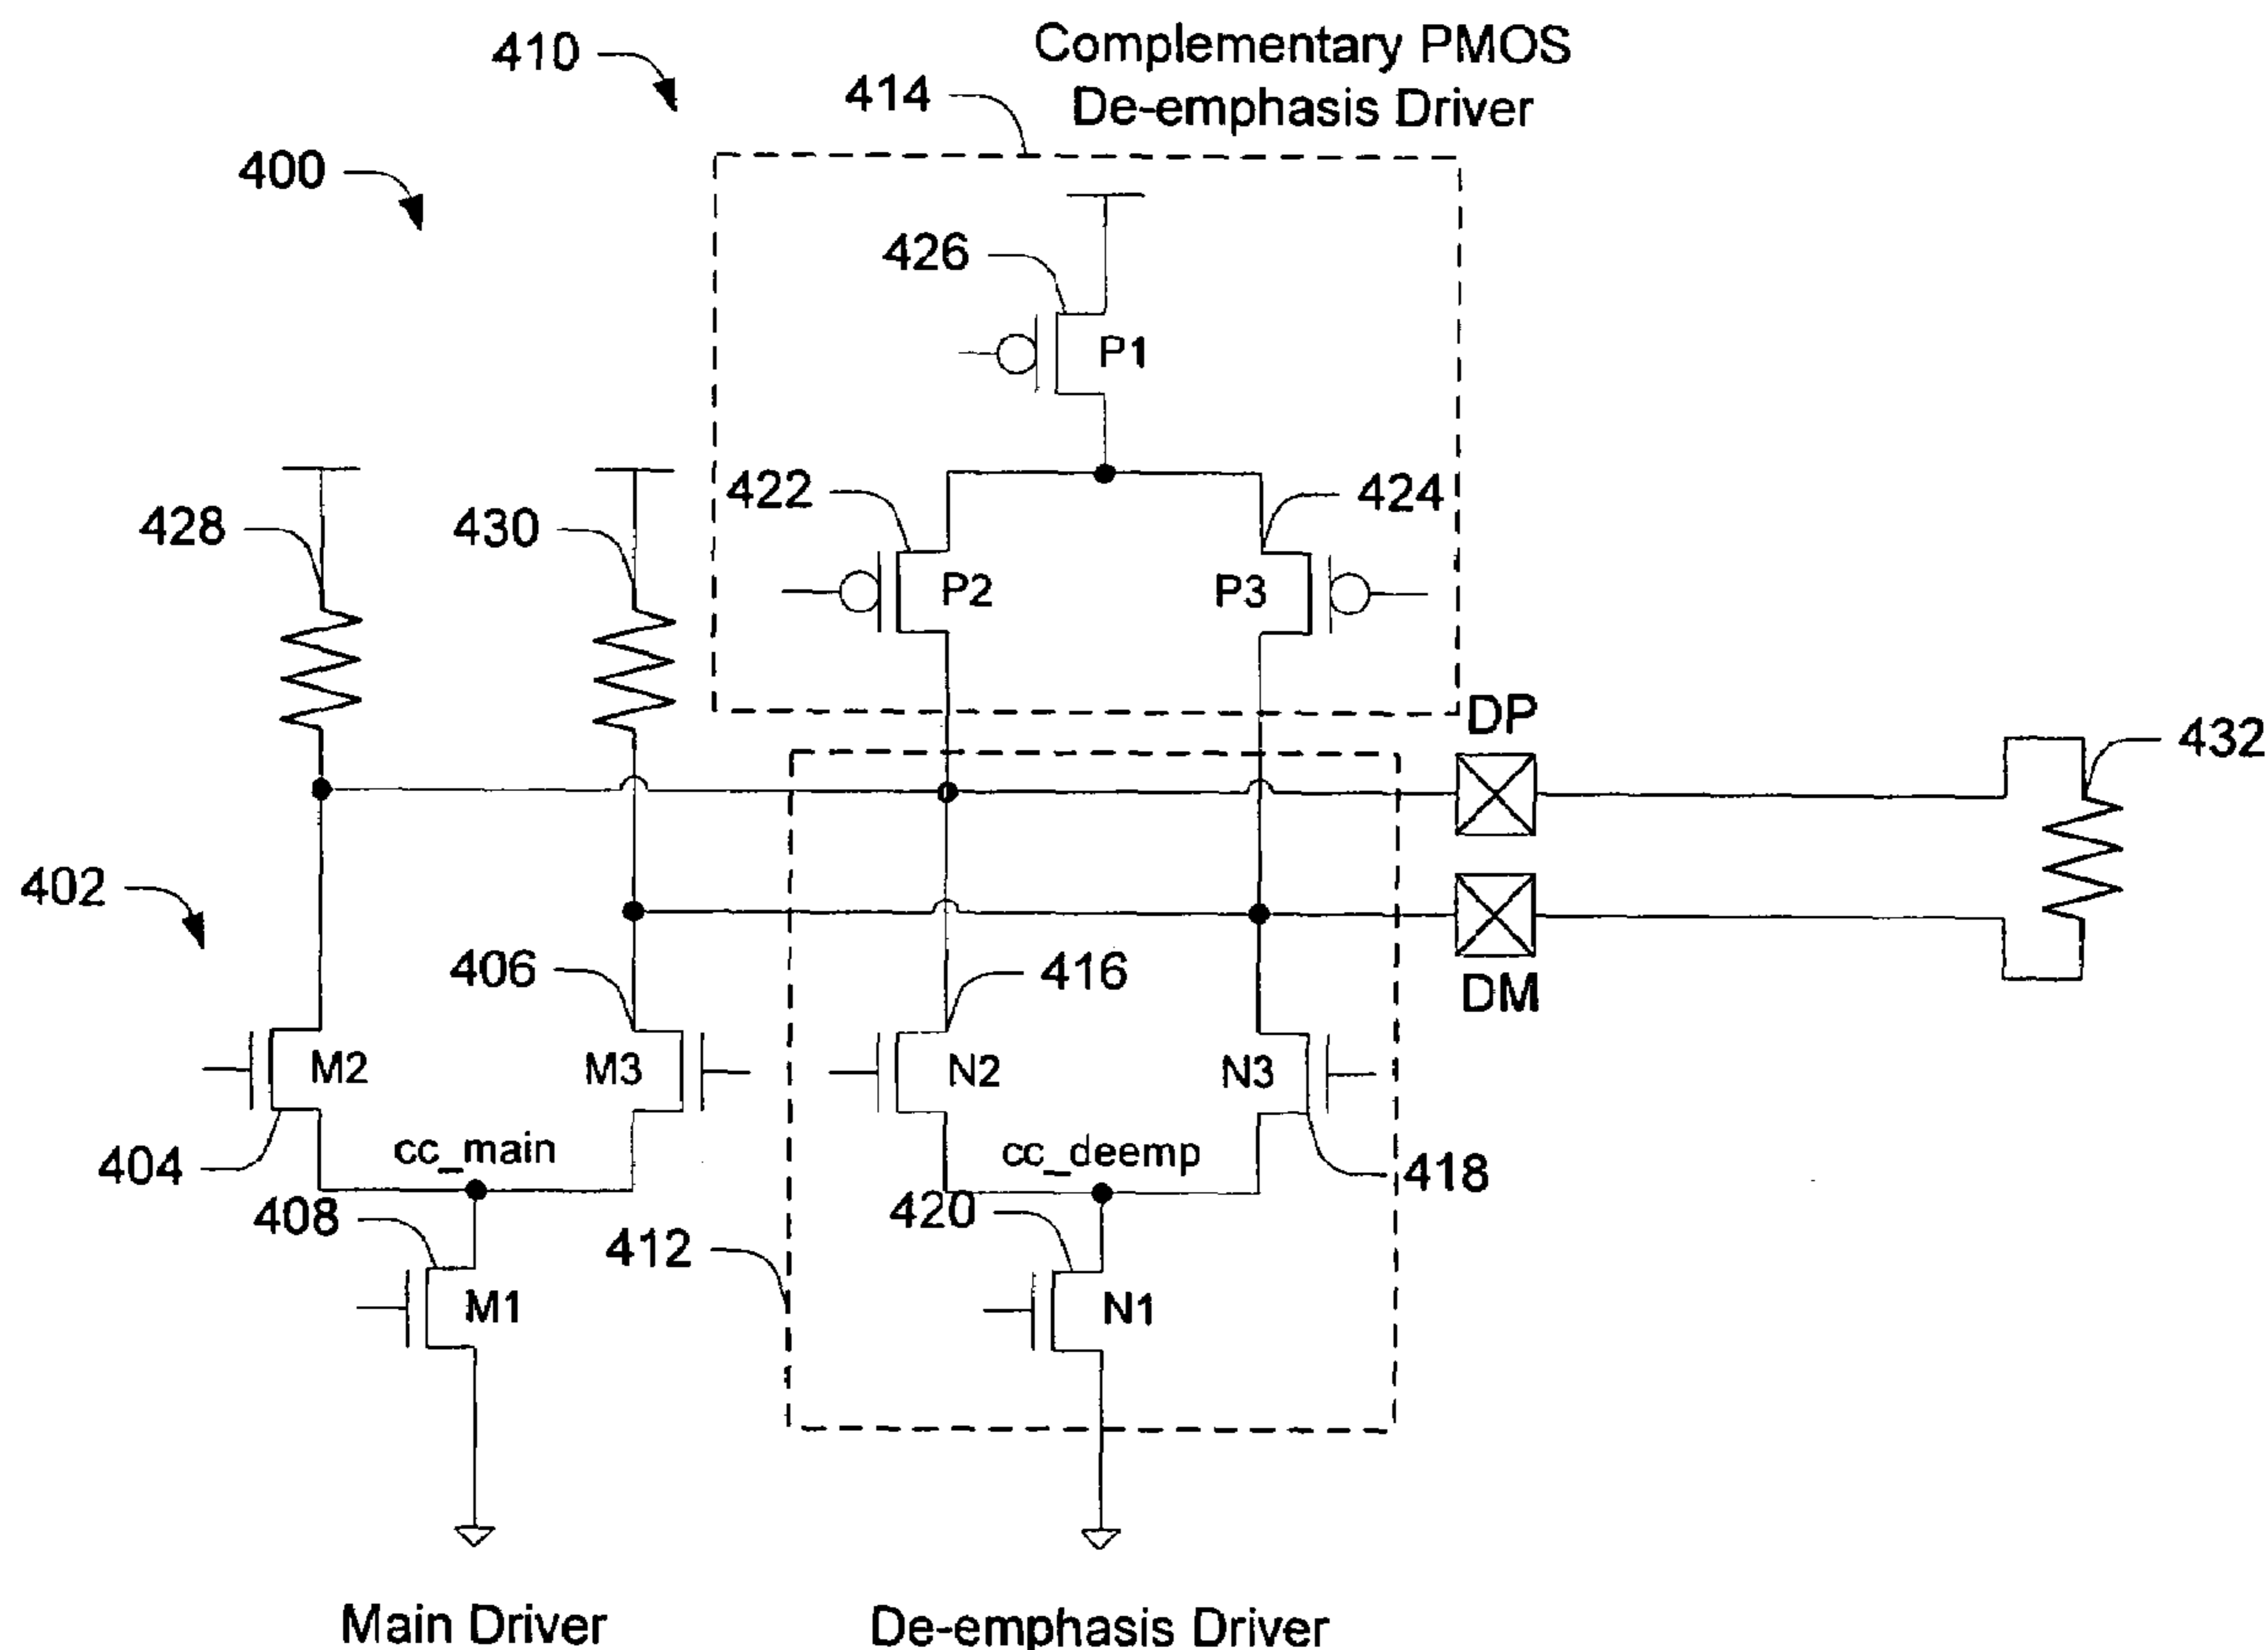 410
Complementary PMOS
De-emphasis Driver
414
400
426
P1
422
424
428
430
P2
P3
DP
432
402
406
416
DM
M2
M3
N2
N3
404
cc_main
cc_deemp
418
408
420
412
M1
N1
Main Driver
De-emphasis Driver